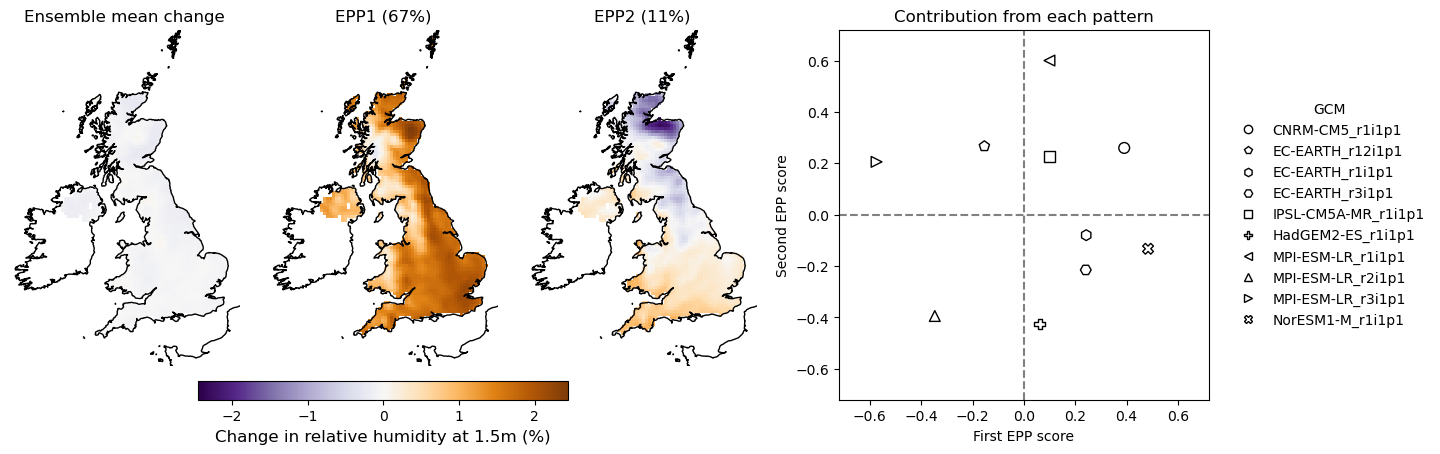 Ensemble mean change
EPP1 (67%)
EPP2 (11%)
−2 −1 0 1 2
Change in relative humidity at 1.5m (%)
Contribution from each pattern
Second EPP score
0.6
0.4
0.2
0.0
−0.2
−0.4
−0.6
−0.6 −0.4 −0.2 0.0 0.2 0.4 0.6
First EPP score
GCM
CNRM-CM5_r1i1p1
EC-EARTH_r12i1p1
EC-EARTH_r1i1p1
EC-EARTH_r3i1p1
IPSL-CM5A-MR_r1i1p1
HadGEM2-ES_r1i1p1
MPI-ESM-LR_r1i1p1
MPI-ESM-LR_r2i1p1
MPI-ESM-LR_r3i1p1
NorESM1-M_r1i1p1